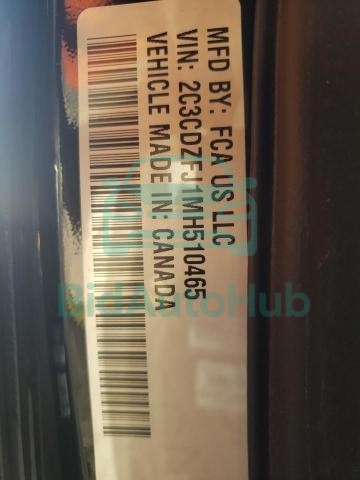 MFD BY: FCA US LLC
VIN: 2C3CDZFJ1MH510465
VEHICLE MADE IN: CANADA
BidAutoHub